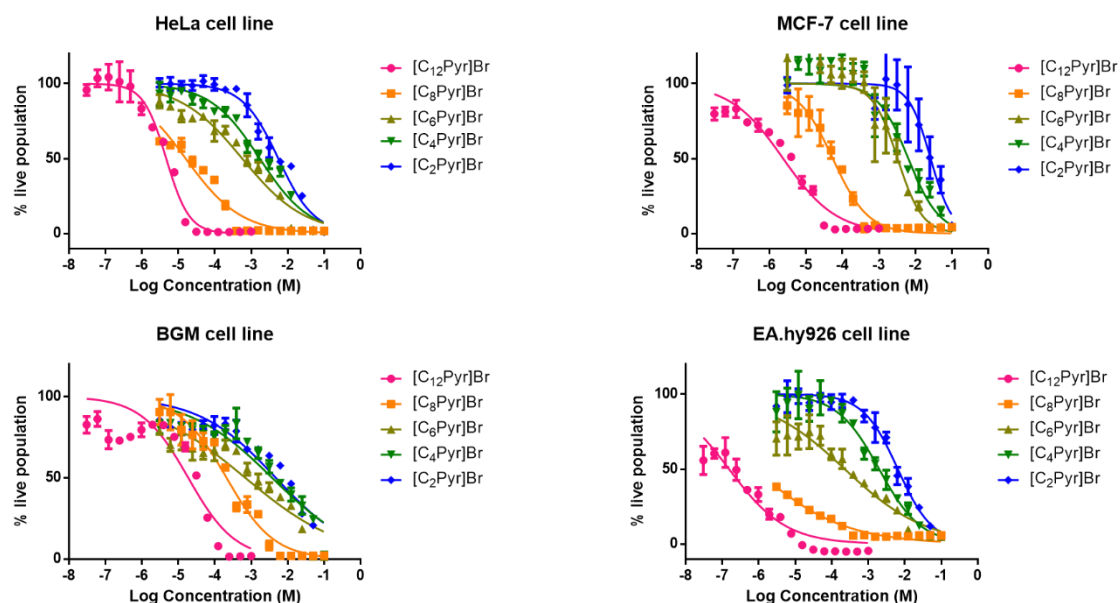 HeLa cell line
100
50
0
% live population
-8 -7 -6 -5 -4 -3 -2 -1 0
Log Concentration (M)
[C₁₂Pyr]Br
[C₈Pyr]Br
[C₆Pyr]Br
[C₄Pyr]Br
[C₂Pyr]Br
MCF-7 cell line
100
50
0
% live population
-8 -7 -6 -5 -4 -3 -2 -1 0
Log Concentration (M)
[C₁₂Pyr]Br
[C₈Pyr]Br
[C₆Pyr]Br
[C₄Pyr]Br
[C₂Pyr]Br
BGM cell line
100
50
0
% live population
-8 -7 -6 -5 -4 -3 -2 -1 0
Log Concentration (M)
[C₁₂Pyr]Br
[C₈Pyr]Br
[C₆Pyr]Br
[C₄Pyr]Br
[C₂Pyr]Br
EA.hy926 cell line
100
50
0
% live population
-8 -7 -6 -5 -4 -3 -2 -1 0
Log Concentration (M)
[C₁₂Pyr]Br
[C₈Pyr]Br
[C₆Pyr]Br
[C₄Pyr]Br
[C₂Pyr]Br